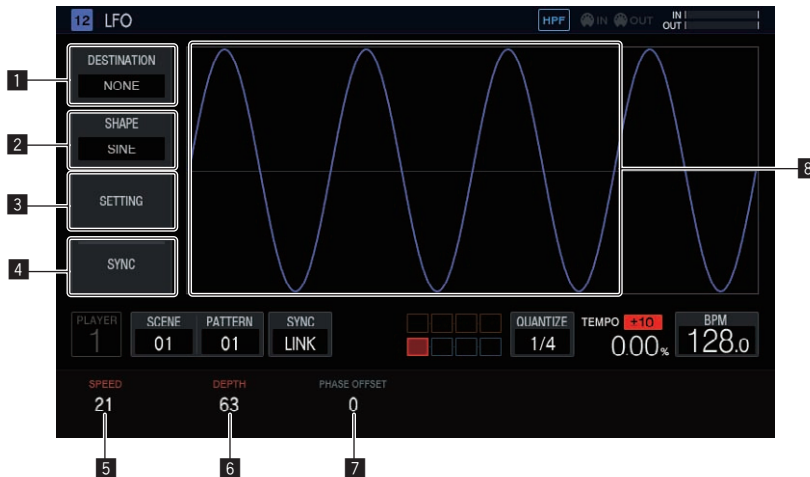 12 LFO HPF IN OUT IN
OUT
1 DESTINATION
NONE
2 SHAPE
SINE
3 SETTING
4 SYNC
8
PLAYER SCENE PATTERN SYNC QUANTIZE TEMPO ±10 BPM
1 01 01 LINK 1/4 0.00% 128.0
SPEED DEPTH PHASE OFFSET
21 63 0
5 6 7